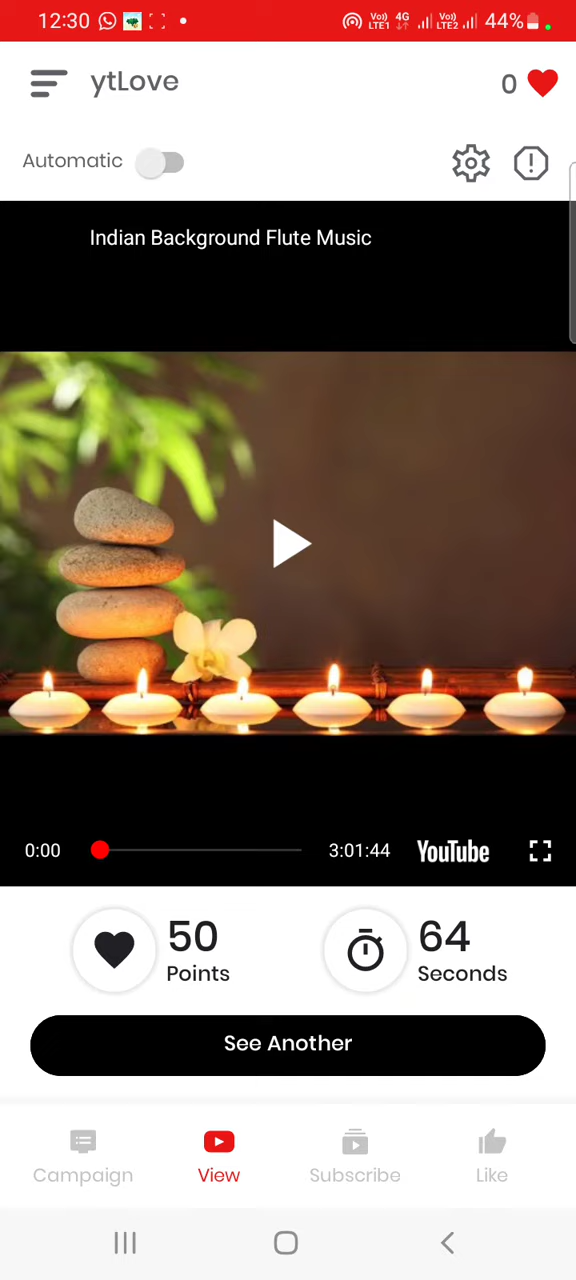 12:30 Vo)) LTE1 4G Vo)) LTE2 44%
ytLove 0
Automatic
Indian Background Flute Music
0:00 3:01:44 YouTube
50 Points
64 Seconds
See Another
Campaign View Subscribe Like